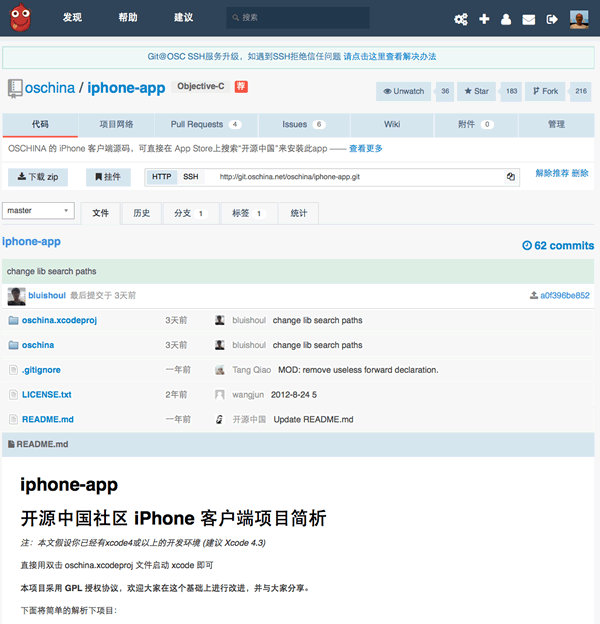 发现 帮助 建议 搜索
Git@OSC SSH服务升级，如遇到SSH拒绝信任问题 请点击这里查看解决办法
oschina / iphone-app Objective-C 荐 Unwatch 36 Star 183 Fork 216
代码 项目网络 Pull Requests 4 Issues 6 Wiki 附件 0 管理
OSCHINA 的 iPhone 客户端源码，可直接在 App Store上搜索“开源中国”来安装此app —— 查看更多
下载 zip 挂件 HTTP SSH http://git.oschina.net/oschina/iphone-app.git 解除推荐 删除
master 文件 历史 分支 1 标签 1 统计
iphone-app 62 commits
change lib search paths
bluishoul 最后提交于 3天前 a0f396be852
oschina.xcodeproj 3天前 bluishoul change lib search paths
oschina 3天前 bluishoul change lib search paths
.gitignore 一年前 Tang Qiao MOD: remove useless forward declaration.
LICENSE.txt 2年前 wangjun 2012-8-24 5
README.md 一年前 开源中国 Update README.md
README.md
iphone-app
开源中国社区 iPhone 客户端项目简析
注：本文假设你已经有xcode4或以上的开发环境 (建议 Xcode 4.3)
直接用双击 oschina.xcodeproj 文件启动 xcode 即可
本项目采用 GPL 授权协议，欢迎大家在这个基础上进行改进，并与大家分享。
下面将简单的解析下项目：